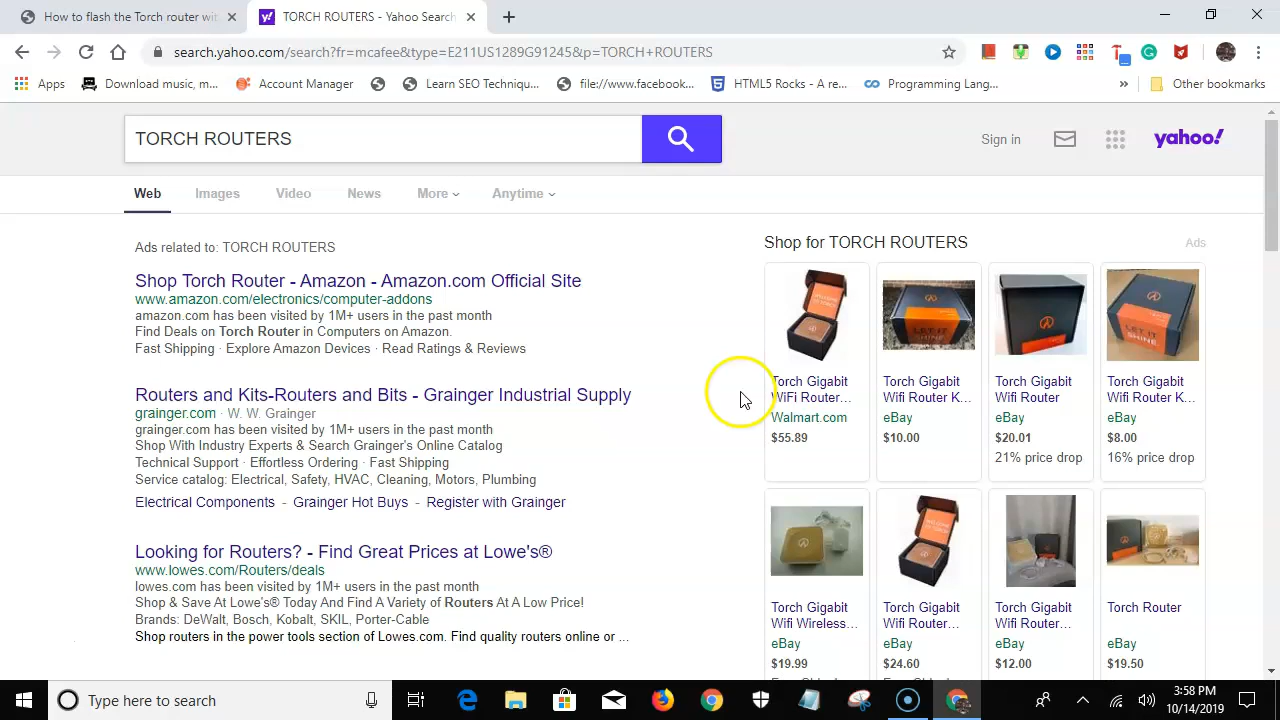 How to flash the Torch router wit
TORCH ROUTERS - Yahoo Search
search.yahoo.com/search?fr=mcafee&type=E211US1289G91245&p=TORCH+ROUTERS
Apps
Download music, m...
Account Manager
Learn SEO Techniqu...
file://www.facebook...
HTML5 Rocks - A re...
Programming Lang...
»
Other bookmarks
TORCH ROUTERS
Sign in
yahoo!
Web
Images
Video
News
More
Anytime
Ads related to: TORCH ROUTERS
Shop Torch Router - Amazon - Amazon.com Official Site
www.amazon.com/electronics/computer-addons
amazon.com has been visited by 1M+ users in the past month
Find Deals on Torch Router in Computers on Amazon.
Fast Shipping · Explore Amazon Devices · Read Ratings & Reviews
Routers and Kits-Routers and Bits - Grainger Industrial Supply
grainger.com · W. W. Grainger
grainger.com has been visited by 1M+ users in the past month
Shop With Industry Experts & Search Grainger's Online Catalog
Technical Support · Effortless Ordering · Fast Shipping
Service catalog: Electrical, Safety, HVAC, Cleaning, Motors, Plumbing
Electrical Components - Grainger Hot Buys - Register with Grainger
Looking for Routers? - Find Great Prices at Lowe's®
www.lowes.com/Routers/deals
lowes.com has been visited by 1M+ users in the past month
Shop & Save At Lowe's® Today And Find A Variety of Routers At A Low Price!
Brands: DeWalt, Bosch, Kobalt, SKIL, Porter-Cable
Shop routers in the power tools section of Lowes.com. Find quality routers online or ...
Shop for TORCH ROUTERS
Ads
LET IT
SHINE
LET IT
SHINE
Torch Gigabit
WiFi Router...
Walmart.com
$55.89
Torch Gigabit
Wifi Router K...
eBay
$10.00
Torch Gigabit
Wifi Router
eBay
$20.01
21% price drop
Torch Gigabit
Wifi Router K...
eBay
$8.00
16% price drop
Torch Gigabit
Wifi Wireless...
eBay
$19.99
Torch Gigabit
Wifi Router...
eBay
$24.60
Torch Gigabit
Wifi Router...
eBay
$12.00
Torch Router
eBay
$19.50
Type here to search
3:58 PM
10/14/2019